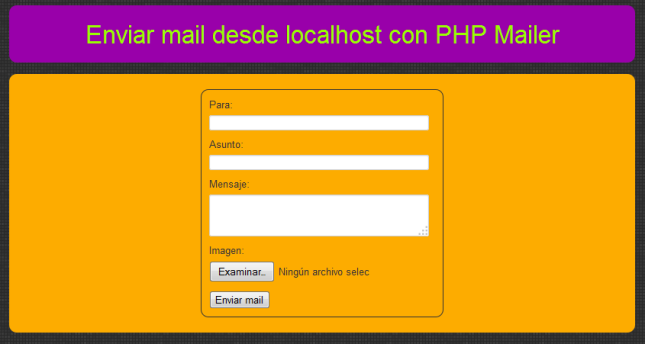 Enviar mail desde localhost con PHP Mailer
Para:
Asunto:
Mensaje:
Imagen:
Examinar.. Ningún archivo selec
Enviar mail